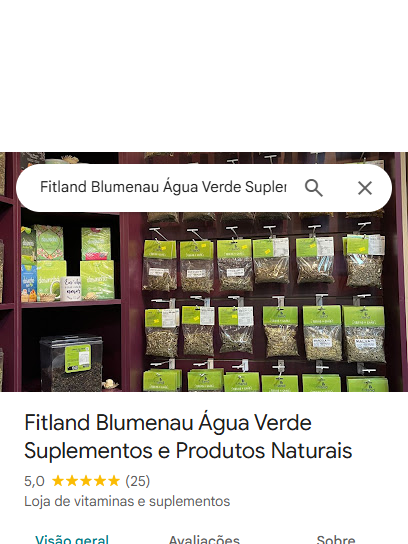 Fitland Blumenau Água Verde Suplem
Fitland Blumenau Água Verde
Suplementos e Produtos Naturais
5,0 ★★★★★ (25)
Loja de vitaminas e suplementos
Visão geral Avaliações Sobre